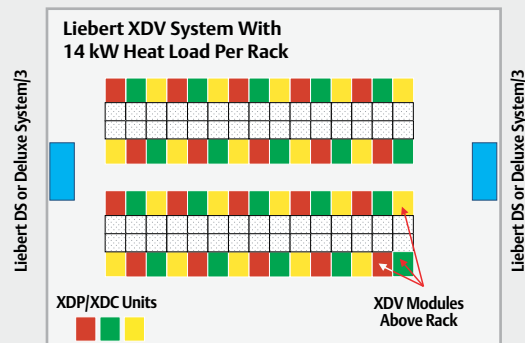 Liebert XDV System With
14 kW Heat Load Per Rack
Liebert DS or Deluxe System/3
Liebert DS or Deluxe System/3
XDP/XDC Units
XDV Modules
Above Rack